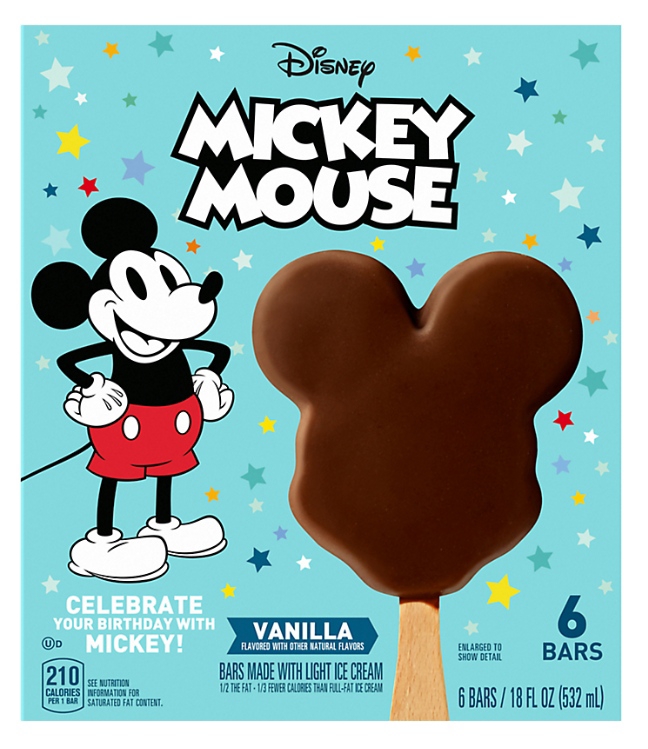 Disney
MICKEY
MOUSE
CELEBRATE
YOUR BIRTHDAY WITH
MICKEY!
U D
210
CALORIES
PER 1 BAR
SEE NUTRITION
INFORMATION FOR
SATURATED FAT CONTENT.
VANILLA
FLAVORED WITH OTHER NATURAL FLAVORS
BARS MADE WITH LIGHT ICE CREAM
1/2 THE FAT - 1/3 FEWER CALORIES THAN FULL-FAT ICE CREAM
ENLARGED TO
SHOW DETAIL
6
BARS
6 BARS / 18 FL OZ (532 mL)